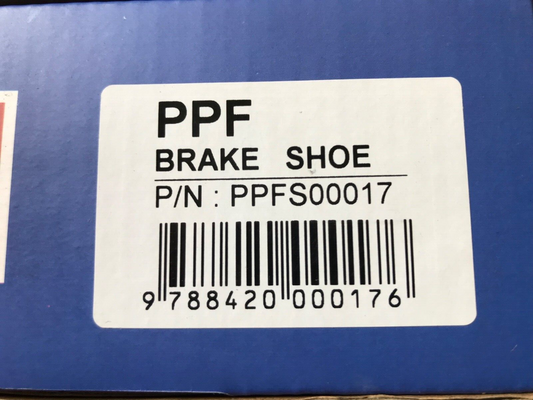 PPF
BRAKE SHOE
P/N : PPFS00017
9 788420 000176